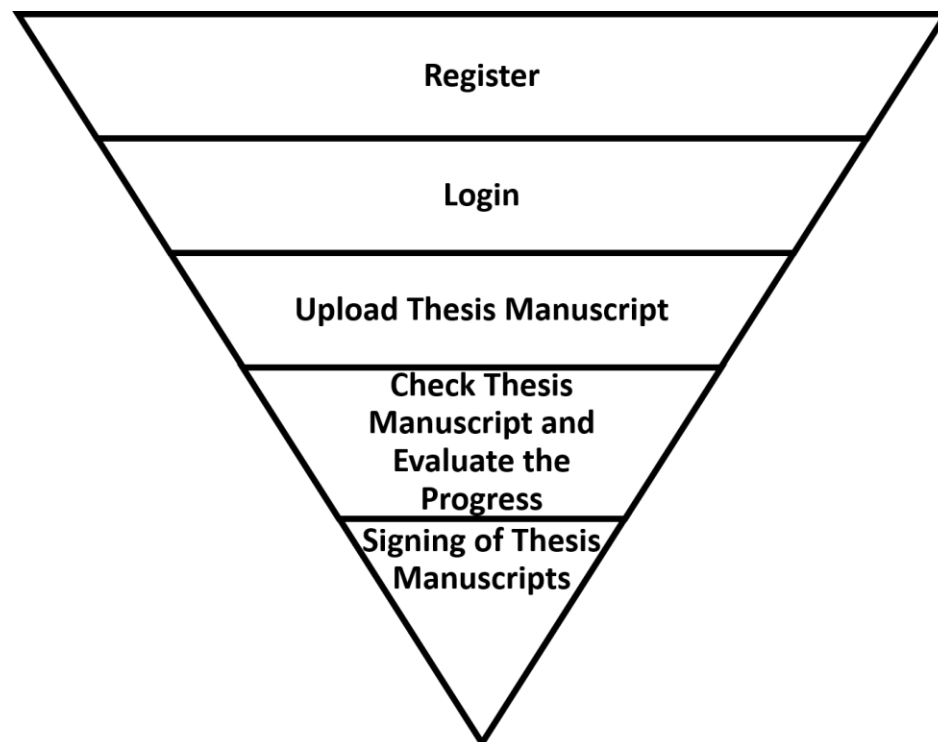 Register
Login
Upload Thesis Manuscript
Check Thesis
Manuscript and
Evaluate the
Progress
Signing of Thesis
Manuscripts